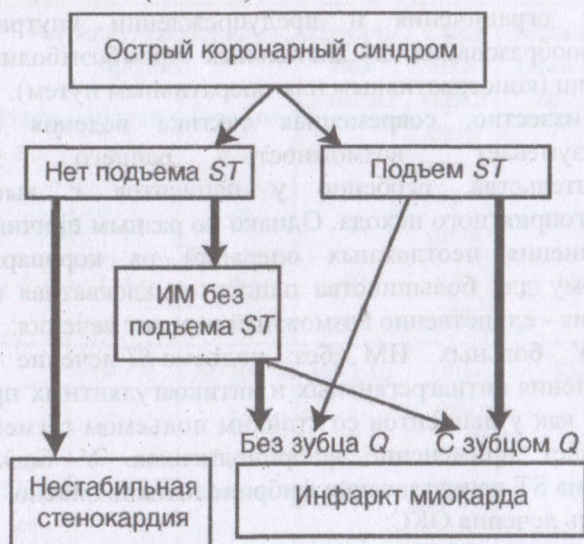 Острый коронарный синдром
Нет подъема ST
Подъем ST
ИМ без
подъема ST
Без зубца Q
С зубцом Q
Нестабильная
стенокардия
Инфаркт миокарда